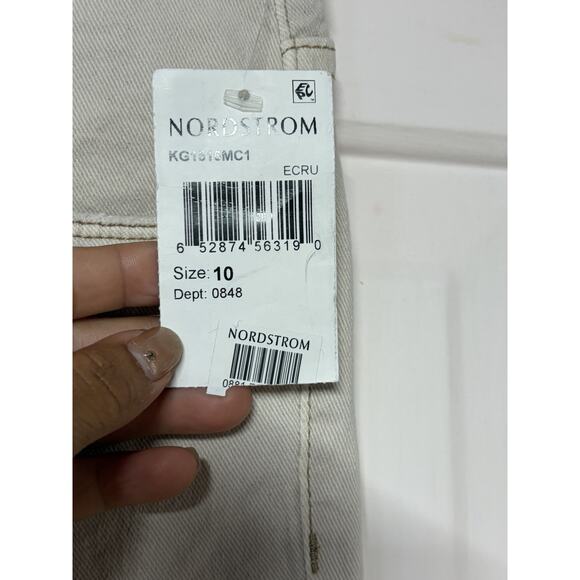 NORDSTROM
ECRU
6 52874 56319 0
Size: 10
Dept: 0848
NORDSTROM